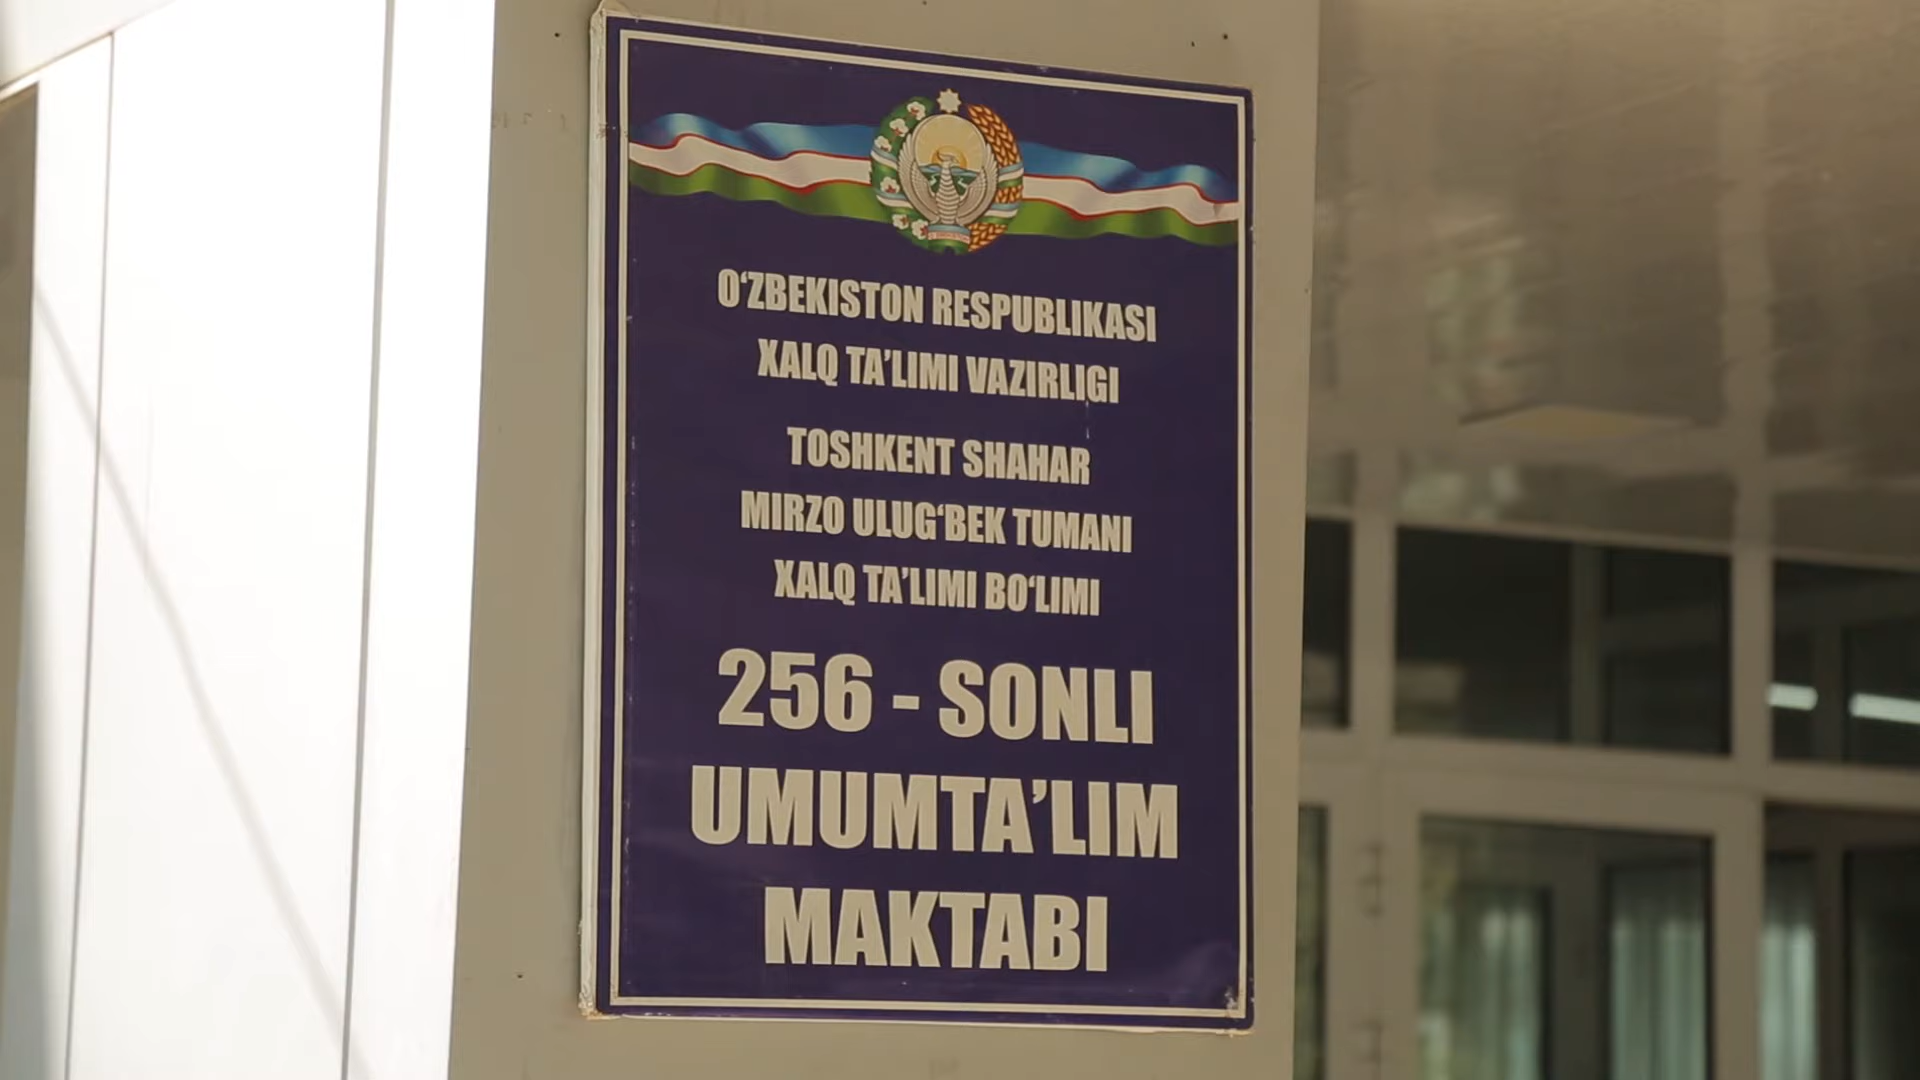 O‘ZBEKISTON RESPUBLIKASI
XALQ TA’LIMI VAZIRLIGI
TOSHKENT SHAHAR
MIRZO ULUG‘BEK TUMANI
XALQ TA’LIMI BO‘LIMI
256 - SONLI
UMUMTA’LIM
MAKTABI